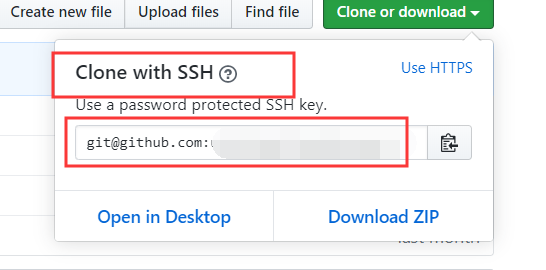 Create new file Upload files Find file Clone or download
Clone with SSH ?
Use HTTPS
Use a password protected SSH key.
git@github.com:
Open in Desktop Download ZIP
last month